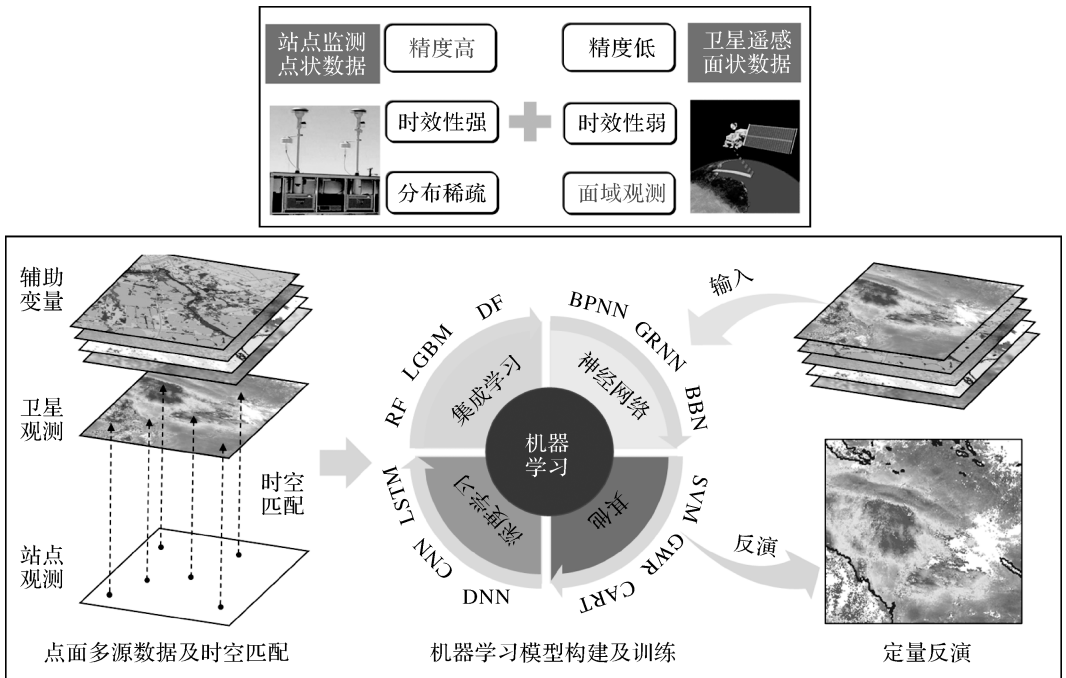 站点监测
点状数据
精度高
精度低
卫星遥感
面状数据
时效性强
时效性弱
分布稀疏
面域观测
辅助
变量
卫星
观测
时空
匹配
站点
观测
点面多源数据及时空匹配
RF
LGBM
DF
BPNN
GRNN
BBN
集成学习
神经网络
机器
学习
深度学习
其他
LSTM
CNN
DNN
SVM
GWR
CART
机器学习模型构建及训练
输入
反演
定量反演